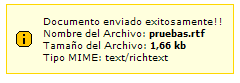 Documento enviado exitosamente!!
Nombre del Archivo: pruebas.rtf
Tamaño del Archivo: 1,66 kb
Tipo MIME: text/richtext